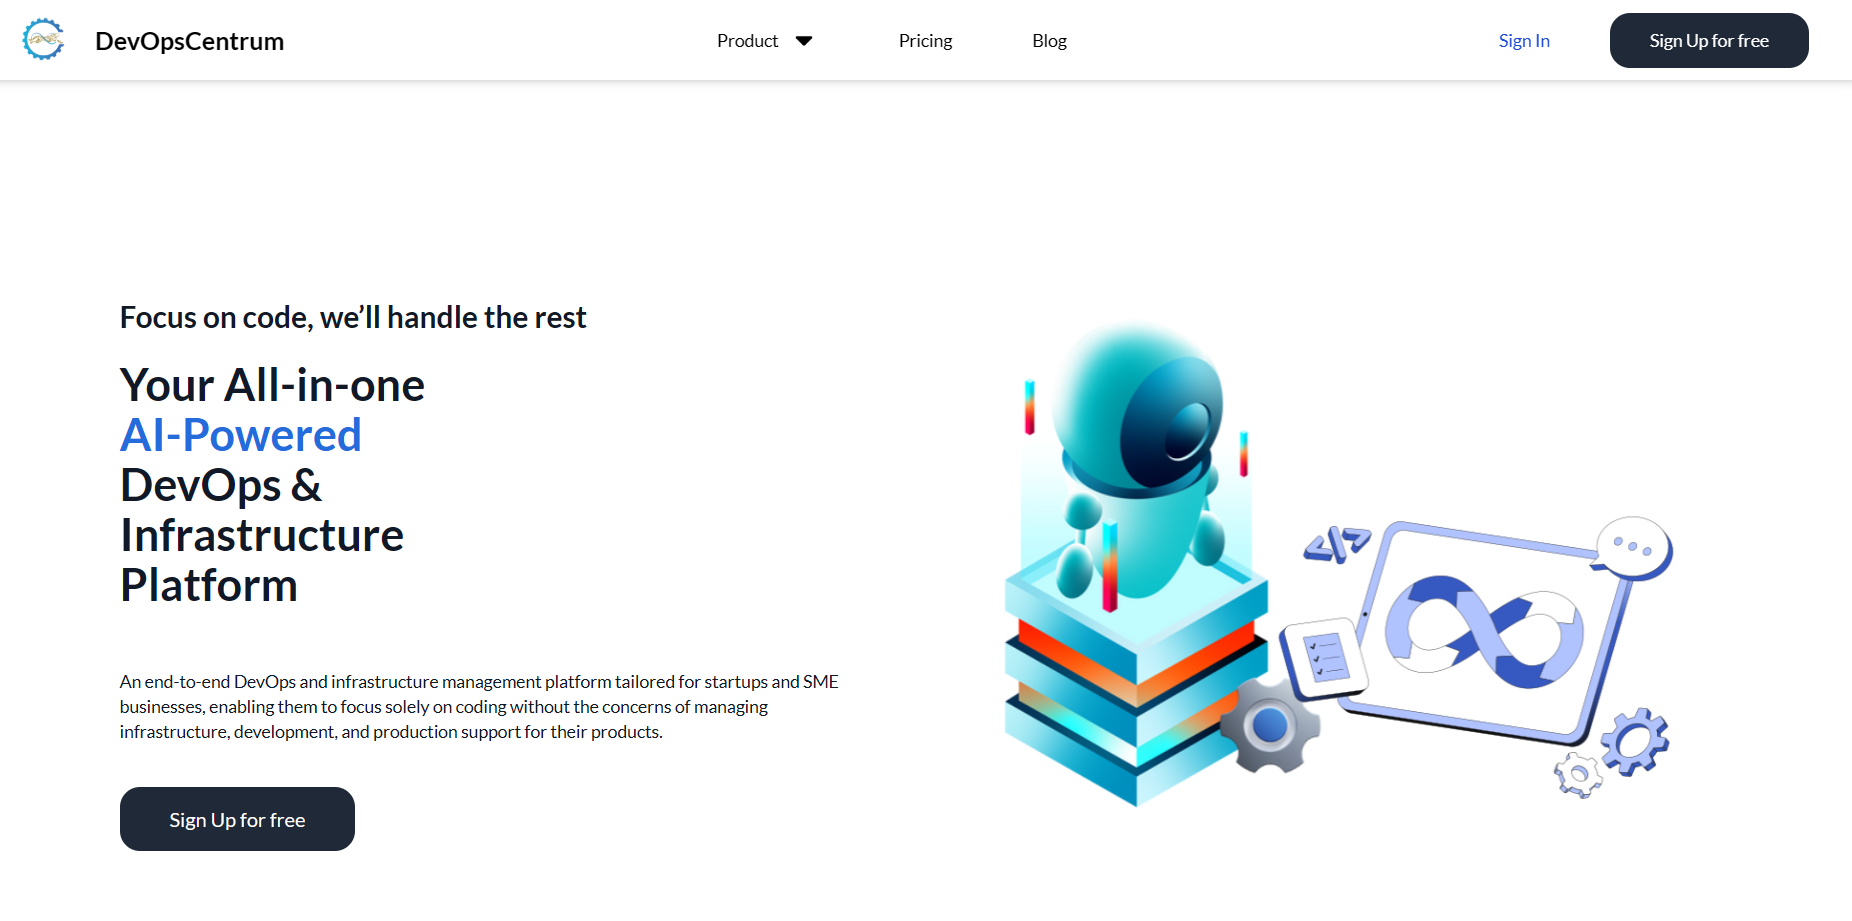 DevOpsCentrum
Product
Pricing
Blog
Sign In
Sign Up for free
Focus on code, we’ll handle the rest
Your All-in-one
AI-Powered
DevOps &
Infrastructure
Platform
An end-to-end DevOps and infrastructure management platform tailored for startups and SME
businesses, enabling them to focus solely on coding without the concerns of managing
infrastructure, development, and production support for their products.
Sign Up for free